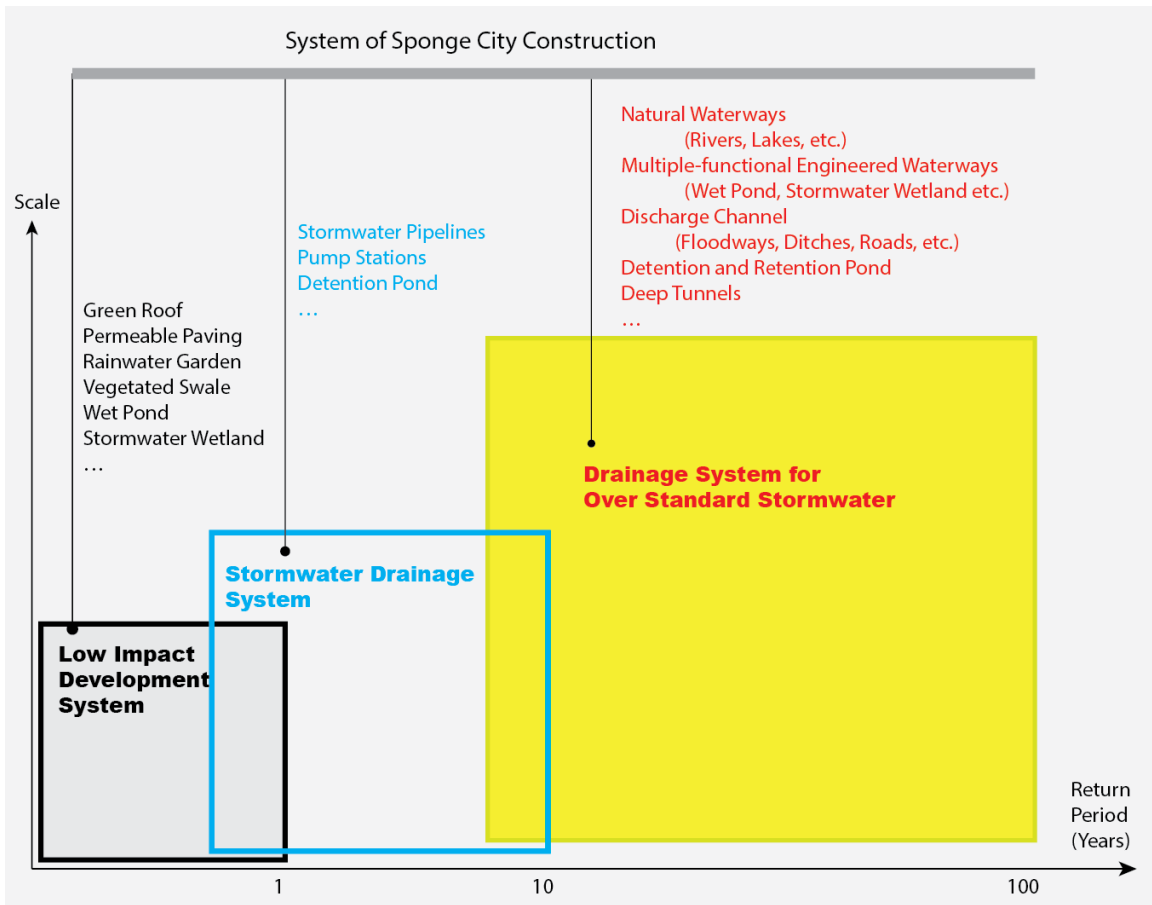 System of Sponge City Construction
Scale
Green Roof
Permeable Paving
Rainwater Garden
Vegetated Swale
Wet Pond
Stormwater Wetland
…
Stormwater Pipelines
Pump Stations
Detention Pond
…
Natural Waterways
(Rivers, Lakes, etc.)
Multiple-functional Engineered Waterways
(Wet Pond, Stormwater Wetland etc.)
Discharge Channel
(Floodways, Ditches, Roads, etc.)
Detention and Retention Pond
Deep Tunnels
…
Low Impact
Development
System
Stormwater Drainage
System
Drainage System for
Over Standard Stormwater
Return
Period
(Years)
1
10
100